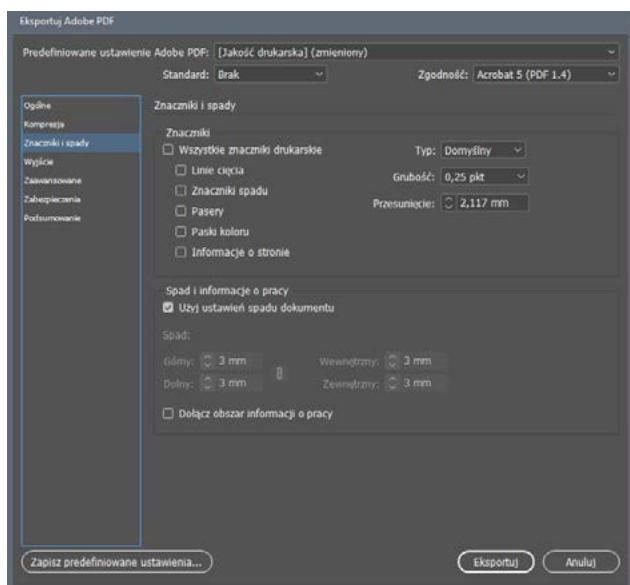 Eksportuj Adobe PDF
Predefiniowane ustawienie Adobe PDF: [Jakość drukarska] (zmieniony)
Standard: Brak Zgodność: Acrobat 5 (PDF 1.4)
Ogólne
Kompresja
Znaczniki i spady
Wyjście
Zaawansowane
Zabezpieczenia
Podsumowanie
Znaczniki i spady
Znaczniki
Wszystkie znaczniki drukarskie Typ: Domyślny
Linie cięcia Grubość: 0,25 pkt
Znaczniki spadu Przesunięcie: 2,117 mm
Pasery
Paski koloru
Informacje o stronie
Spad i informacje o pracy
Użyj ustawień spadu dokumentu
Spad:
Górny: 3 mm Wewnętrzny: 3 mm
Dolny: 3 mm Zewnętrzny: 3 mm
Dołącz obszar informacji o pracy
Zapisz predefiniowane ustawienia... Eksportuj Anuluj